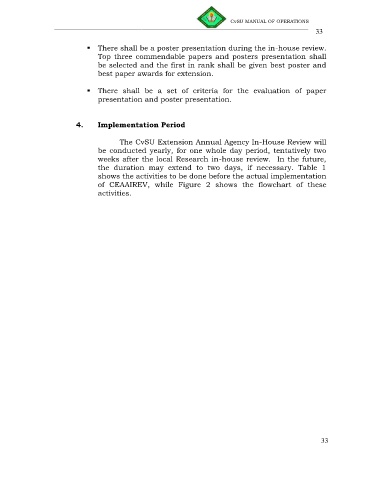 CvSU MANUAL OF OPERATIONS
33
▪ There shall be a poster presentation during the in-house review.
Top three commendable papers and posters presentation shall
be selected and the first in rank shall be given best poster and
best paper awards for extension.
▪ There shall be a set of criteria for the evaluation of paper
presentation and poster presentation.
4. Implementation Period
The CvSU Extension Annual Agency In-House Review will
be conducted yearly, for one whole day period, tentatively two
weeks after the local Research in-house review. In the future,
the duration may extend to two days, if necessary. Table 1
shows the activities to be done before the actual implementation
of CEAAIREV, while Figure 2 shows the flowchart of these
activities.
33